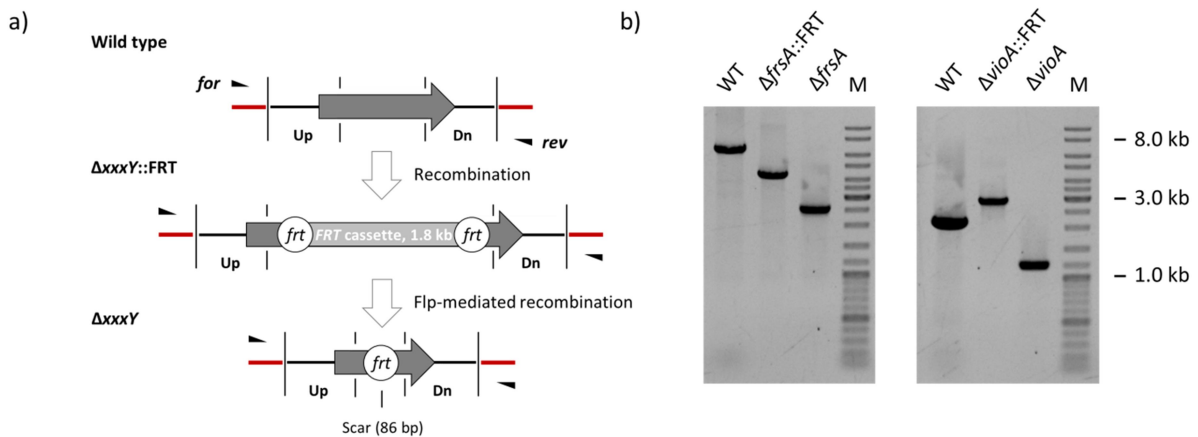 a)
Wild type
for
Up
Dn
rev
ΔxxxY::FRT
Recombination
frt
FRT cassette, 1.8 kb
frt
Up
Dn
Flp-mediated recombination
ΔxxxY
frt
Up
Dn
Scar (86 bp)
b)
WT
ΔfrsA::FRT
ΔfrsA
M
WT
ΔvioA::FRT
ΔvioA
M
– 8.0 kb
– 3.0 kb
– 1.0 kb